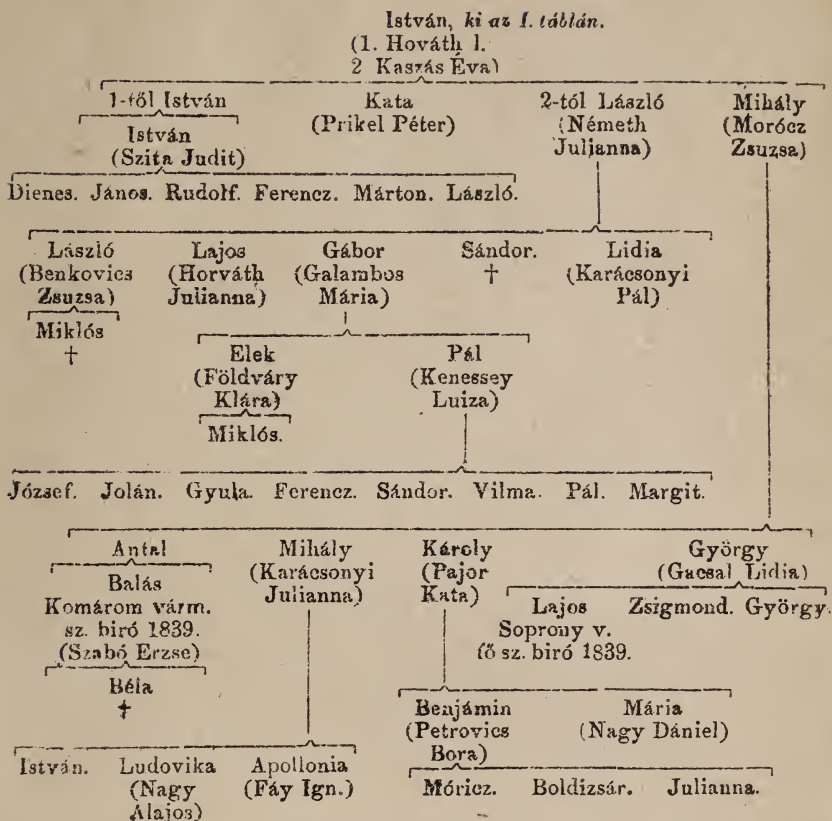 István, ki az I. táblán.
(1. Hováth I.
2 Kaszás Éva)
1-től István Kata 2-tól László Mihály
István (Prikel Péter) (Németh (Morócz
(Szita Judit) Julianna) Zsuzsa)
Dienes. János. Rudolf. Ferencz. Márton. László.
László Lajos Gábor Sándor. Lidia
(Benkovics (Horváth (Galambos † (Karácsonyi
Zsuzsa) Julianna) Mária) Pál)
Miklós
† Elek Pál
(Földváry (Kenessey
Klára) Luiza)
Miklós.
József. Jolán. Gyula. Ferencz. Sándor. Vilma. Pál. Margit.
Antal Mihály Károly György
Balás (Karácsonyi (Pajor (Gacsal Lidia)
Komárom várm. Julianna) Kata) Lajos Zsigmond. György.
sz. biró 1839. Soprony v.
(Szabó Erzse) fő sz. biró 1839.
Béla
† Benjámin Mária
(Petrovics (Nagy Dániel)
Bora)
István. Ludovika Apollonia
(Nagy (Fáy Ign.) Móricz. Boldizsár. Julianna.
Alajos)